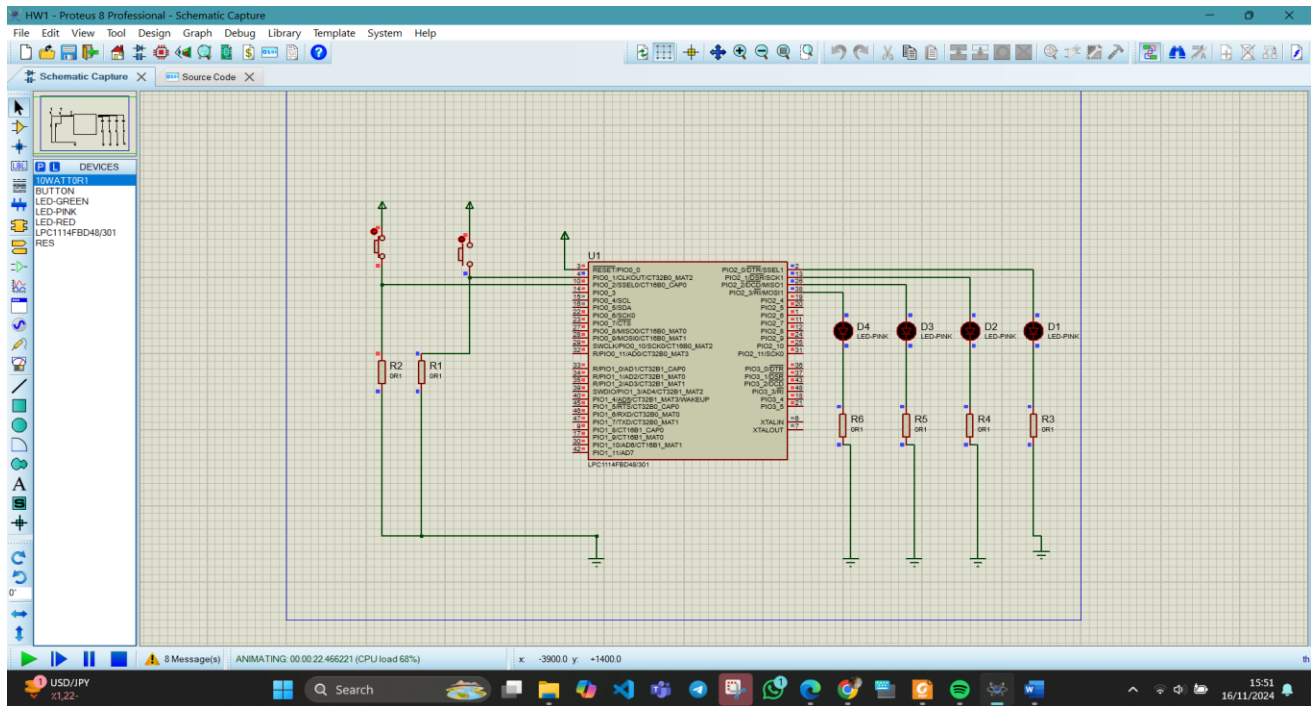 HW1 - Proteus 8 Professional - Schematic Capture
File Edit View Tool Design Graph Debug Library Template System Help
Schematic Capture
Source Code
LBL
P L DEVICES
10WATT0R1
BUTTON
LED-GREEN
LED-PINK
LED-RED
LPC1114FBD48/301
RES
A
S
0°
U1
RESET/PIO0_0
PIO0_1/CLKOUT/CT32B0_MAT2
PIO0_2/SSEL0/CT16B0_CAP0
PIO0_3
PIO0_4/SCL
PIO0_5/SDA
PIO0_6/SCK0
PIO0_7/CTS
PIO0_8/MISO0/CT16B0_MAT0
PIO0_9/MOSI0/CT16B0_MAT1
SWCLK/PIO0_10/SCK0/CT16B0_MAT2
R/PIO0_11/AD0/CT32B0_MAT3
R/PIO1_0/AD1/CT32B1_CAP0
R/PIO1_1/AD2/CT32B1_MAT0
R/PIO1_2/AD3/CT32B1_MAT1
SWDIO/PIO1_3/AD4/CT32B1_MAT2
PIO1_4/AD5/CT32B1_MAT3/WAKEUP
PIO1_5/RTS/CT32B0_CAP0
PIO1_6/RXD/CT32B0_MAT0
PIO1_7/TXD/CT32B0_MAT1
PIO1_8/CT16B1_CAP0
PIO1_9/CT16B1_MAT0
PIO1_10/AD6/CT16B1_MAT1
PIO1_11/AD7
PIO2_0/DTR/SSEL1
PIO2_1/DSR/SCK1
PIO2_2/DCD/MISO1
PIO2_3/RI/MOSI1
PIO2_4
PIO2_5
PIO2_6
PIO2_7
PIO2_8
PIO2_9
PIO2_10
PIO2_11/SCK0
PIO3_0/DTR
PIO3_1/DSR
PIO3_2/DCD
PIO3_3/RI
PIO3_4
PIO3_5
XTALIN
XTALOUT
LPC1114FBD48/301
R2
0R1
R1
0R1
D4
LED-PINK
D3
LED-PINK
D2
LED-PINK
D1
LED-PINK
R6
0R1
R5
0R1
R4
0R1
R3
0R1
8 Message(s)
ANIMATING: 00:00:22.466221 (CPU load 68%)
x: -3900.0 y: +1400.0
th
1
USD/JPY
Search
1
15:51
16/11/2024